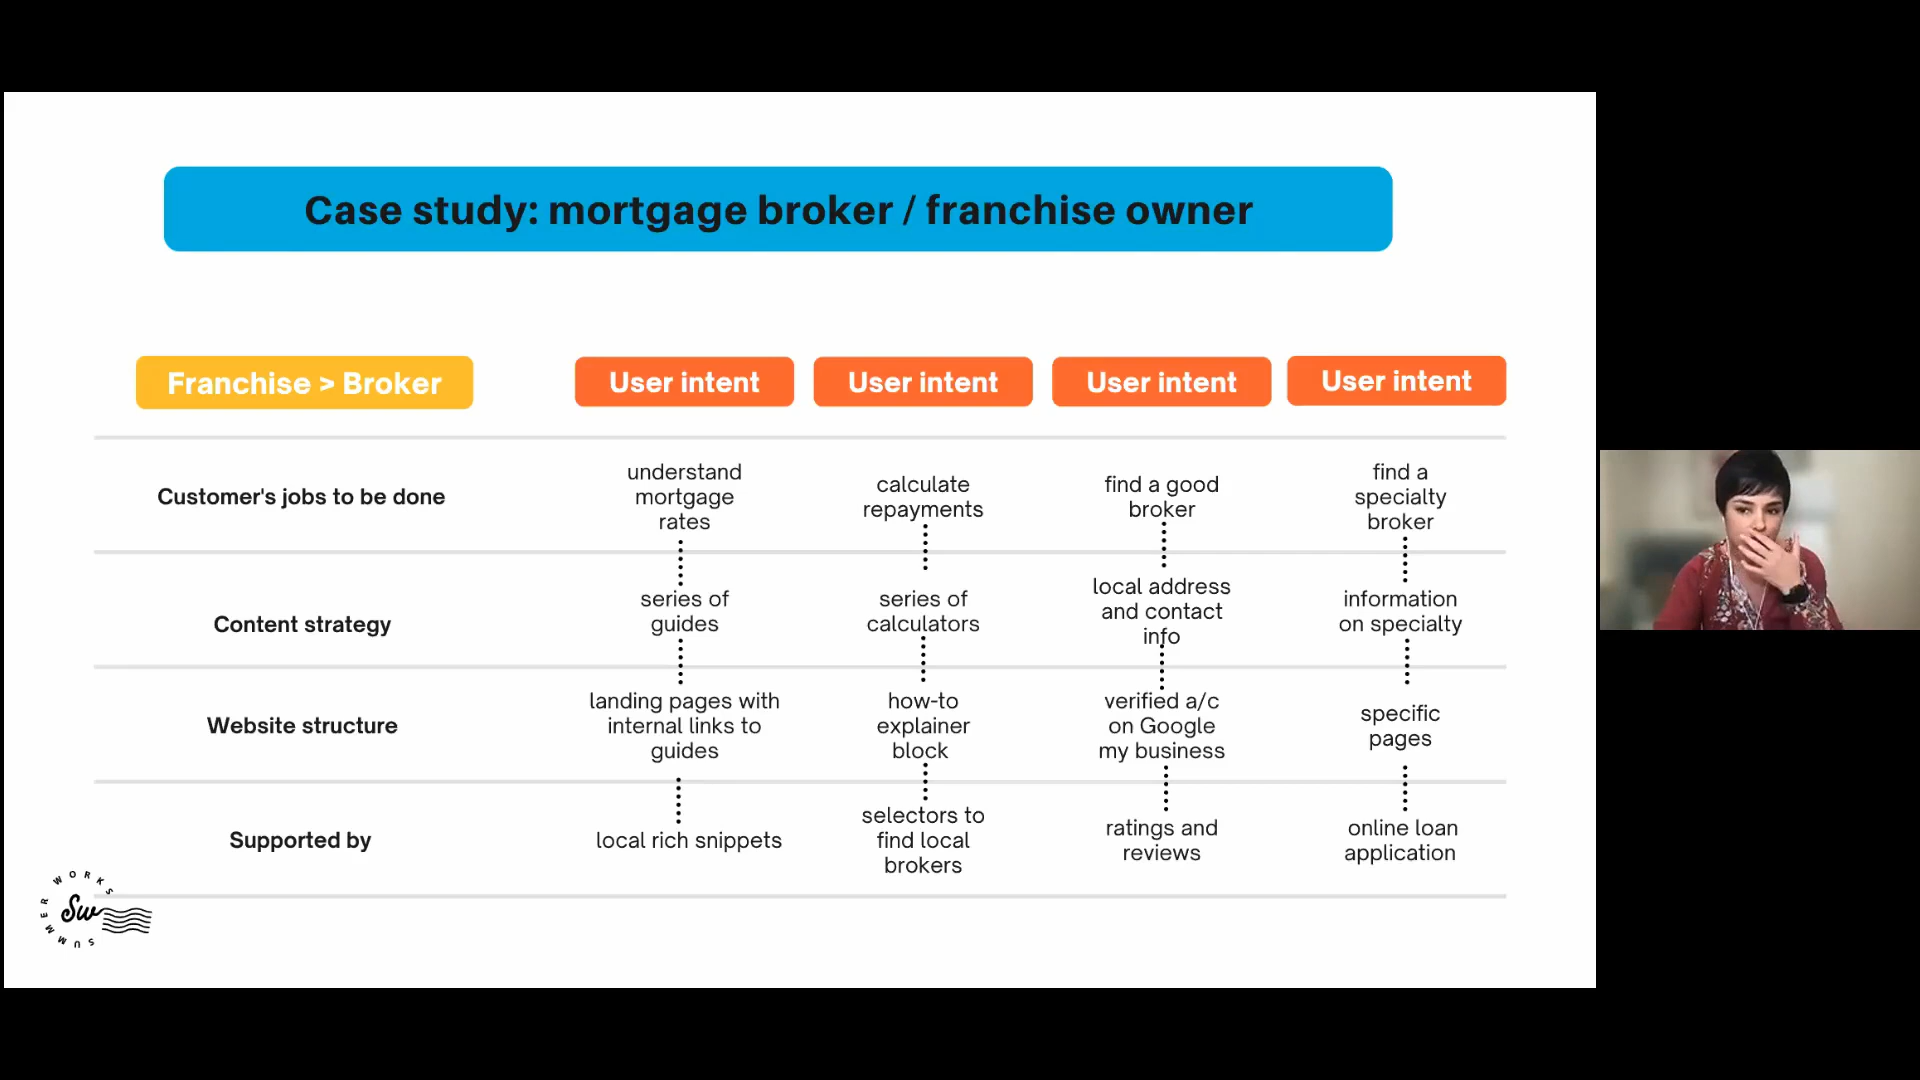 Case study: mortgage broker / franchise owner
Franchise > Broker
User intent
User intent
User intent
User intent
Customer's jobs to be done
understand
mortgage
rates
calculate
repayments
find a good
broker
find a
specialty
broker
Content strategy
series of
guides
series of
calculators
local address
and contact
info
information
on specialty
Website structure
landing pages with
internal links to
guides
how-to
explainer
block
verified a/c
on Google
my business
specific
pages
Supported by
local rich snippets
selectors to
find local
brokers
ratings and
reviews
online loan
application
SUMMER WORKS
Sw